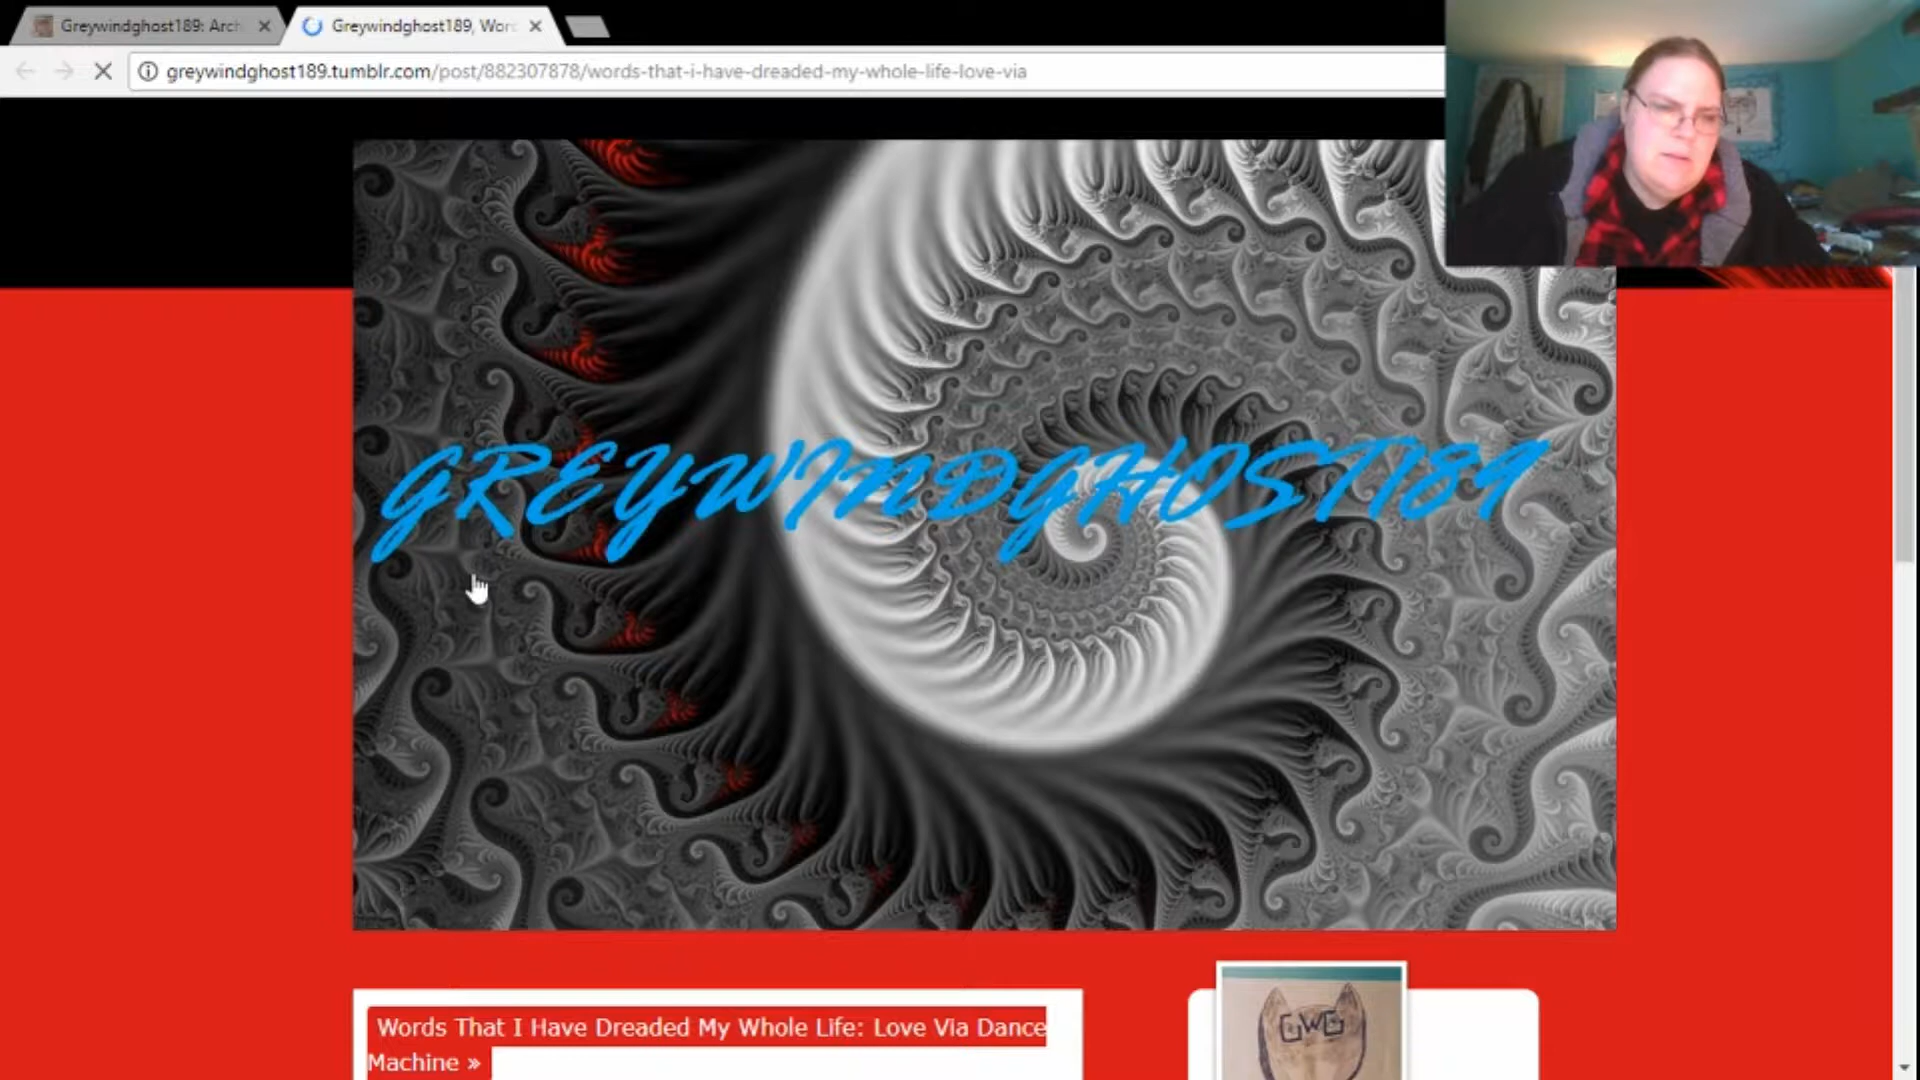 Greywindghost189: Arch
Greywindghost189, Wor
greywindghost189.tumblr.com/post/882307878/words-that-i-have-dreaded-my-whole-life-love-via
GREYWINDGHOST189
Words That I Have Dreaded My Whole Life: Love Via Dance
Machine »
GWG